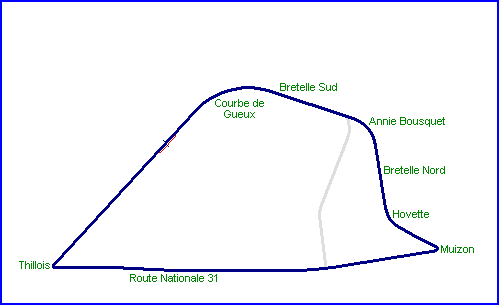 Bretelle Sud
Courbe de
Gueux
Annie Bousquet
Bretelle Nord
Hovette
Muizon
Thillois
Route Nationale 31